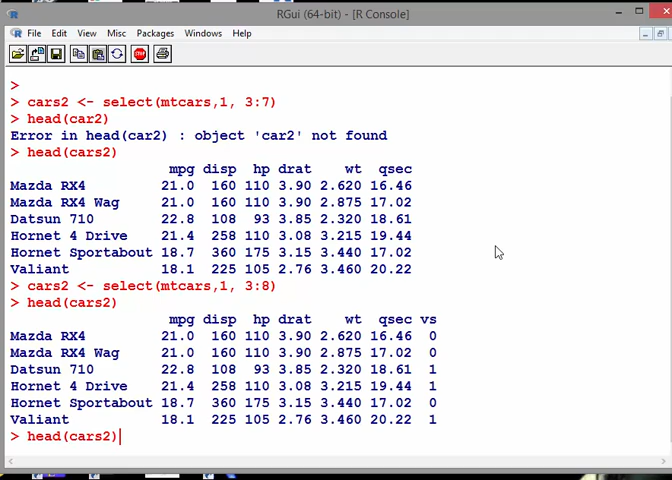 RGui (64-bit) - [R Console]
File Edit View Misc Packages Windows Help
>
> cars2 <- select(mtcars,1, 3:7)
> head(car2)
Error in head(car2) : object 'car2' not found
> head(cars2)
mpg disp hp drat wt qsec
Mazda RX4 21.0 160 110 3.90 2.620 16.46
Mazda RX4 Wag 21.0 160 110 3.90 2.875 17.02
Datsun 710 22.8 108 93 3.85 2.320 18.61
Hornet 4 Drive 21.4 258 110 3.08 3.215 19.44
Hornet Sportabout 18.7 360 175 3.15 3.440 17.02
Valiant 18.1 225 105 2.76 3.460 20.22
> cars2 <- select(mtcars,1, 3:8)
> head(cars2)
mpg disp hp drat wt qsec vs
Mazda RX4 21.0 160 110 3.90 2.620 16.46 0
Mazda RX4 Wag 21.0 160 110 3.90 2.875 17.02 0
Datsun 710 22.8 108 93 3.85 2.320 18.61 1
Hornet 4 Drive 21.4 258 110 3.08 3.215 19.44 1
Hornet Sportabout 18.7 360 175 3.15 3.440 17.02 0
Valiant 18.1 225 105 2.76 3.460 20.22 1
> head(cars2)